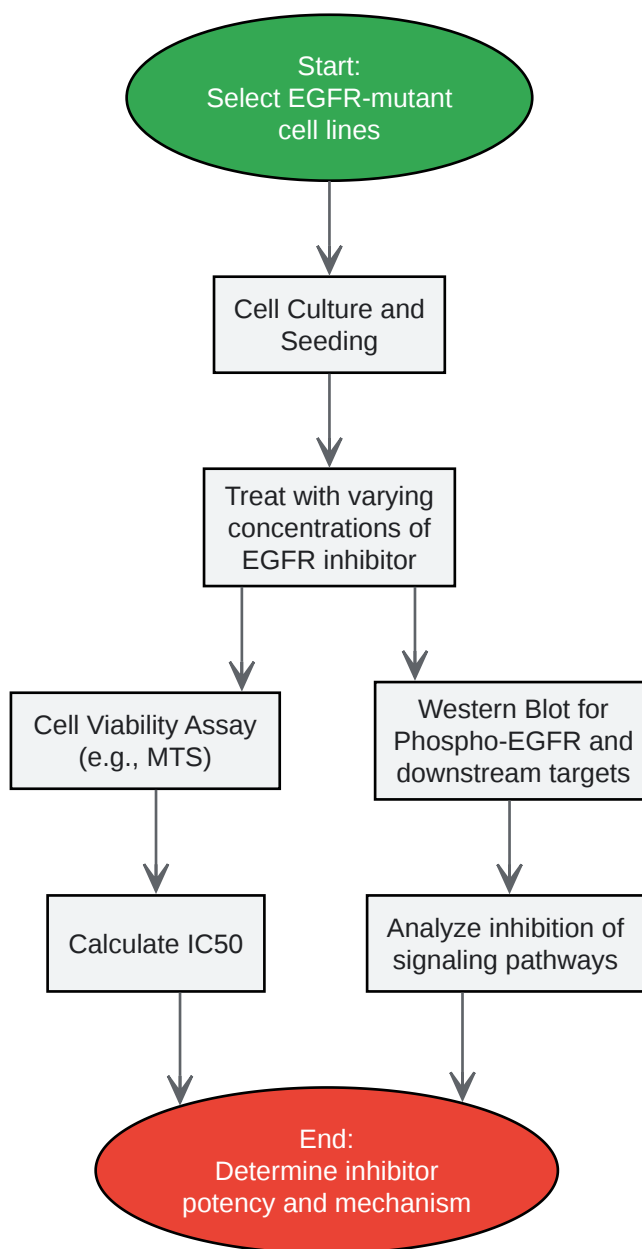 Start:
Select EGFR-mutant
cell lines
Cell Culture and
Seeding
Treat with varying
concentrations of
EGFR inhibitor
Cell Viability Assay
(e.g., MTS)
Western Blot for
Phospho-EGFR and
downstream targets
Calculate IC50
Analyze inhibition of
signaling pathways
End:
Determine inhibitor
potency and mechanism